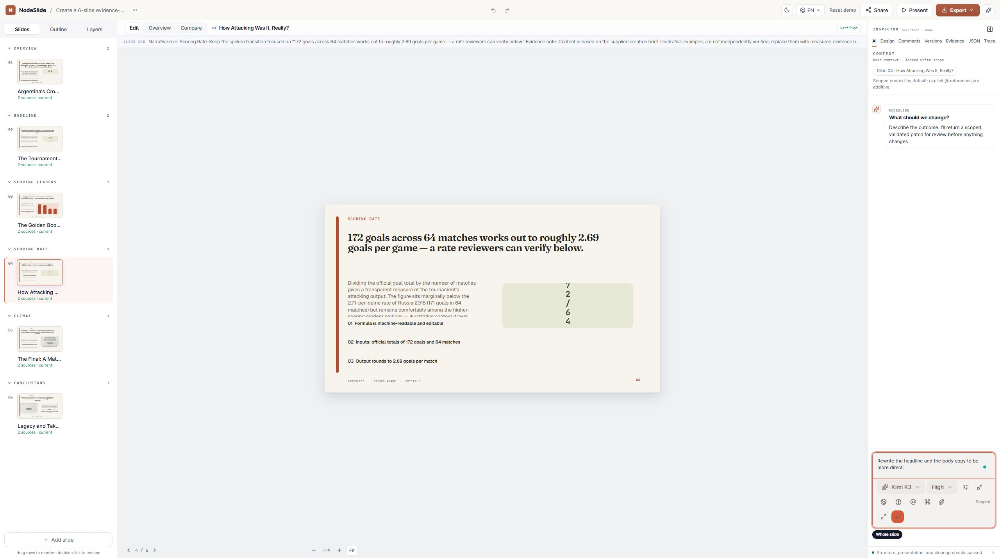 N NodeSlide / Create a 6-slide evidence-... v1
EN Reset demo Share Present Export
Slides Outline Layers
Edit Overview Compare 04 How Attacking Was It, Really? verified
SLIDE JOB Narrative role: Scoring Rate. Keep the spoken transition focused on “172 goals across 64 matches works out to roughly 2.69 goals per game — a rate reviewers can verify below.” Evidence note: Content is based on the supplied creation brief. Illustrative examples are not independently verified; replace them with measured evidence b...
OVERVIEW 1
01
3rd
Argentina's Cro...
2 sources · current
BASELINE 1
02
172
The Tournament...
2 sources · current
SCORING LEADERS 1
03
The Golden Boo...
2 sources · current
SCORING RATE 1
04
How Attacking ...
2 sources · current
CLIMAX 1
05
The Final: A Mat...
2 sources · current
CONCLUSIONS 1
06
Legacy and Tak...
2 sources · current
+ Add slide
drag rows to reorder · double-click to rename
SCORING RATE
172 goals across 64 matches works out to roughly 2.69
goals per game — a rate reviewers can verify below.
Dividing the official goal total by the number of matches
gives a transparent measure of the tournament's
attacking output. The figure sits marginally below the
2.71-per-game rate of Russia 2018 (171 goals in 64
matches) but remains comfortably among the higher-
scoring modern editions — illustrative context drawn
01 Formula is machine-readable and editable
02 Inputs: official totals of 172 goals and 64 matches
03 Output rounds to 2.69 goals per match
7
2
/
6
4
NODESLIDE · SOURCE-AWARE · EDITABLE
04
4 / 6
65%
Fit
INSPECTOR Selection · none
AI Design Comments Versions Evidence JSON Trace
CONTEXT
Read context · locked write scope
Slide 04 · How Attacking Was It, Really?
Scoped context by default; explicit @ references are
additive.
NODESLIDE
What should we change?
Describe the outcome. I'll return a scoped,
validated patch for review before anything
changes.
Rewrite the headline and the body copy to be
more direct.
Kimi K3 High
Scoped
Whole slide
Structure, presentation, and cleanup checks passed